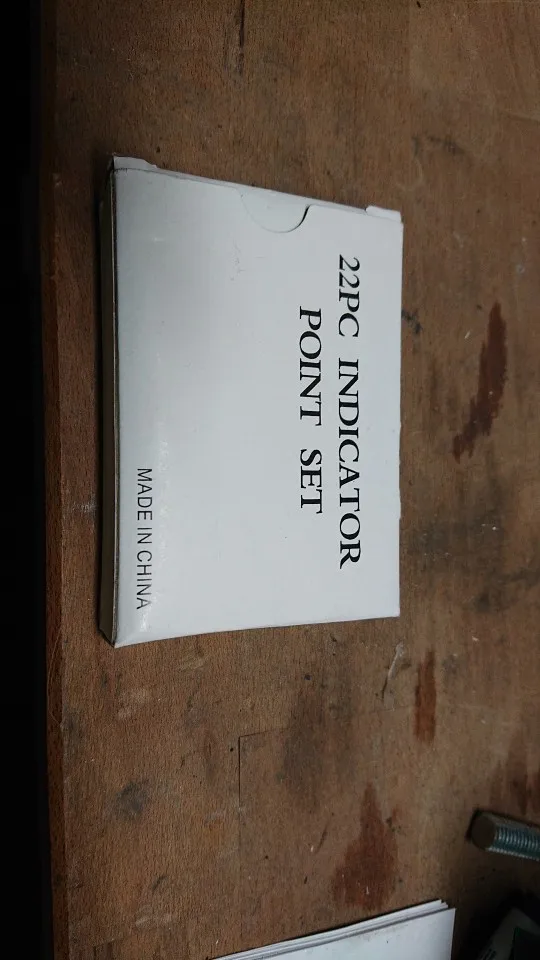 22PC INDICATOR
POINT SET
MADE IN CHINA